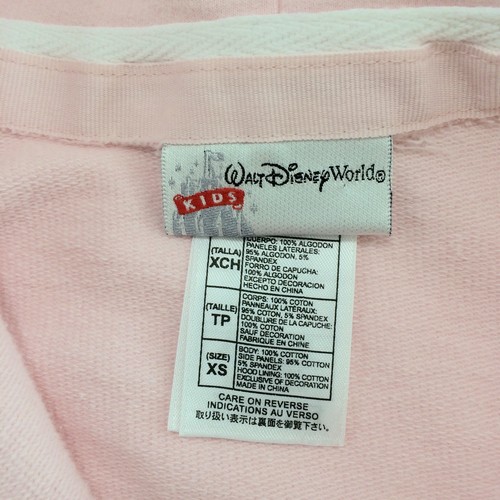 Walt Disney World®
KIDS
(TALLA)
XCH
CUERPO: 100% ALGODON
PANELES LATERALES:
95% ALGODON, 5%
SPANDEX
FORRO DE CAPUCHA:
100% ALGODON
EXCEPTO DECORACION
HECHO EN CHINA
(TAILLE)
TP
CORPS: 100% COTON
PANNEAUX LATÉRAUX:
95% COTON, 5% SPANDEX
DOUBLURE DE LA CAPUCHE:
100% COTON
SAUF DÉCORATION
FABRIQUÉ EN CHINE
(SIZE)
XS
BODY: 100% COTTON
SIDE PANELS: 95% COTTON
5% SPANDEX
HOOD LINING: 100% COTTON
EXCLUSIVE OF DECORATION
MADE IN CHINA
CARE ON REVERSE
INDICATIONS AU VERSO
取り扱い表示は裏面を御覧下さい。